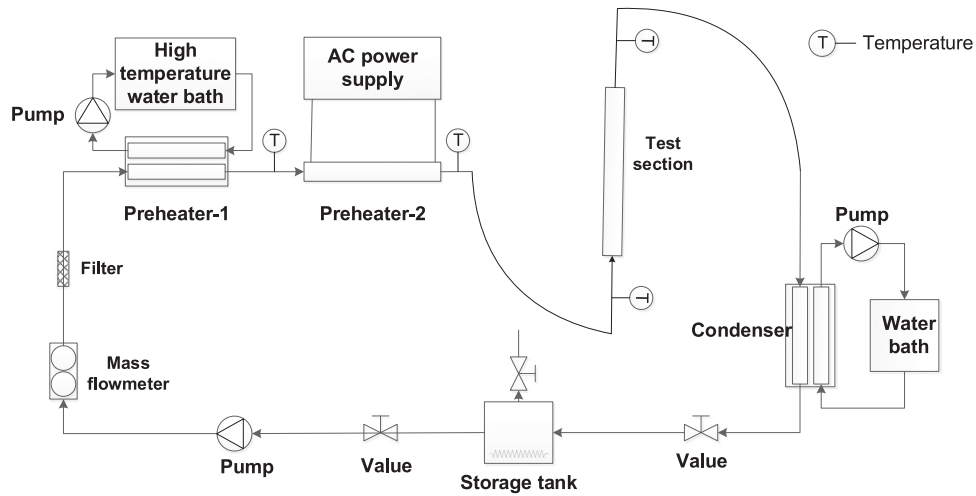 High
temperature
water bath
AC power
supply
T
Temperature
T
Pump
T
T
Test
section
Preheater-1
Preheater-2
Pump
Filter
T
Condenser
Water
bath
Mass
flowmeter
Pump
Value
Storage tank
Value